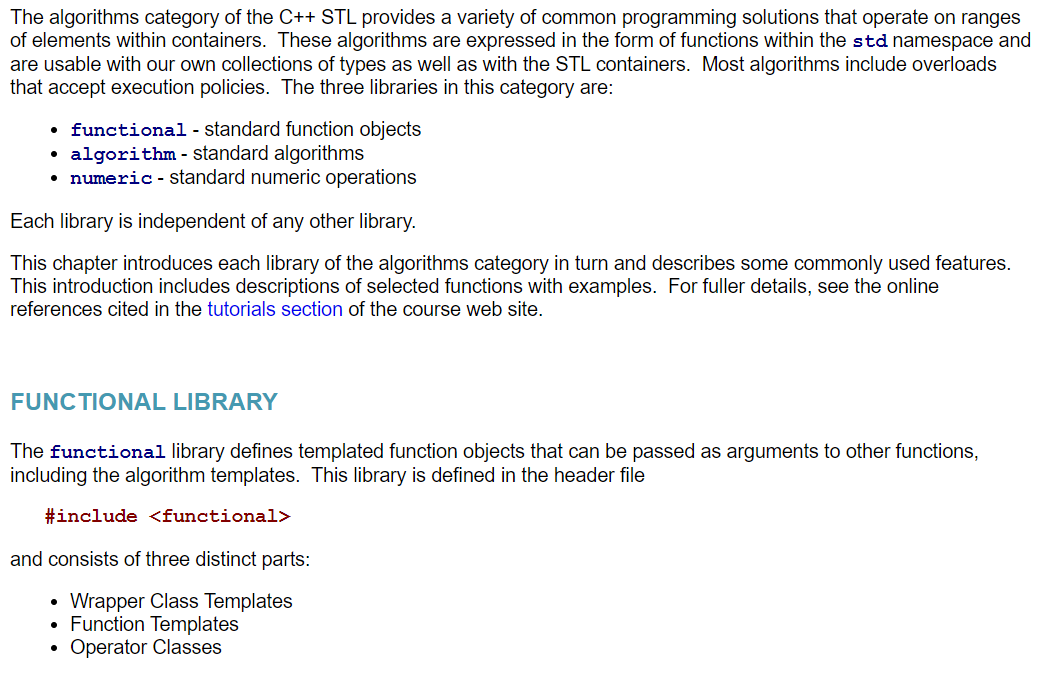 The algorithms category of the C++ STL provides a variety of common programming solutions that operate on ranges
of elements within containers.  These algorithms are expressed in the form of functions within the std namespace and
are usable with our own collections of types as well as with the STL containers.  Most algorithms include overloads
that accept execution policies.  The three libraries in this category are:
• functional - standard function objects
• algorithm - standard algorithms
• numeric - standard numeric operations
Each library is independent of any other library.
This chapter introduces each library of the algorithms category in turn and describes some commonly used features.
This introduction includes descriptions of selected functions with examples.  For fuller details, see the online
references cited in the tutorials section of the course web site.
FUNCTIONAL LIBRARY
The functional library defines templated function objects that can be passed as arguments to other functions,
including the algorithm templates.  This library is defined in the header file
#include <functional>
and consists of three distinct parts:
• Wrapper Class Templates
• Function Templates
• Operator Classes